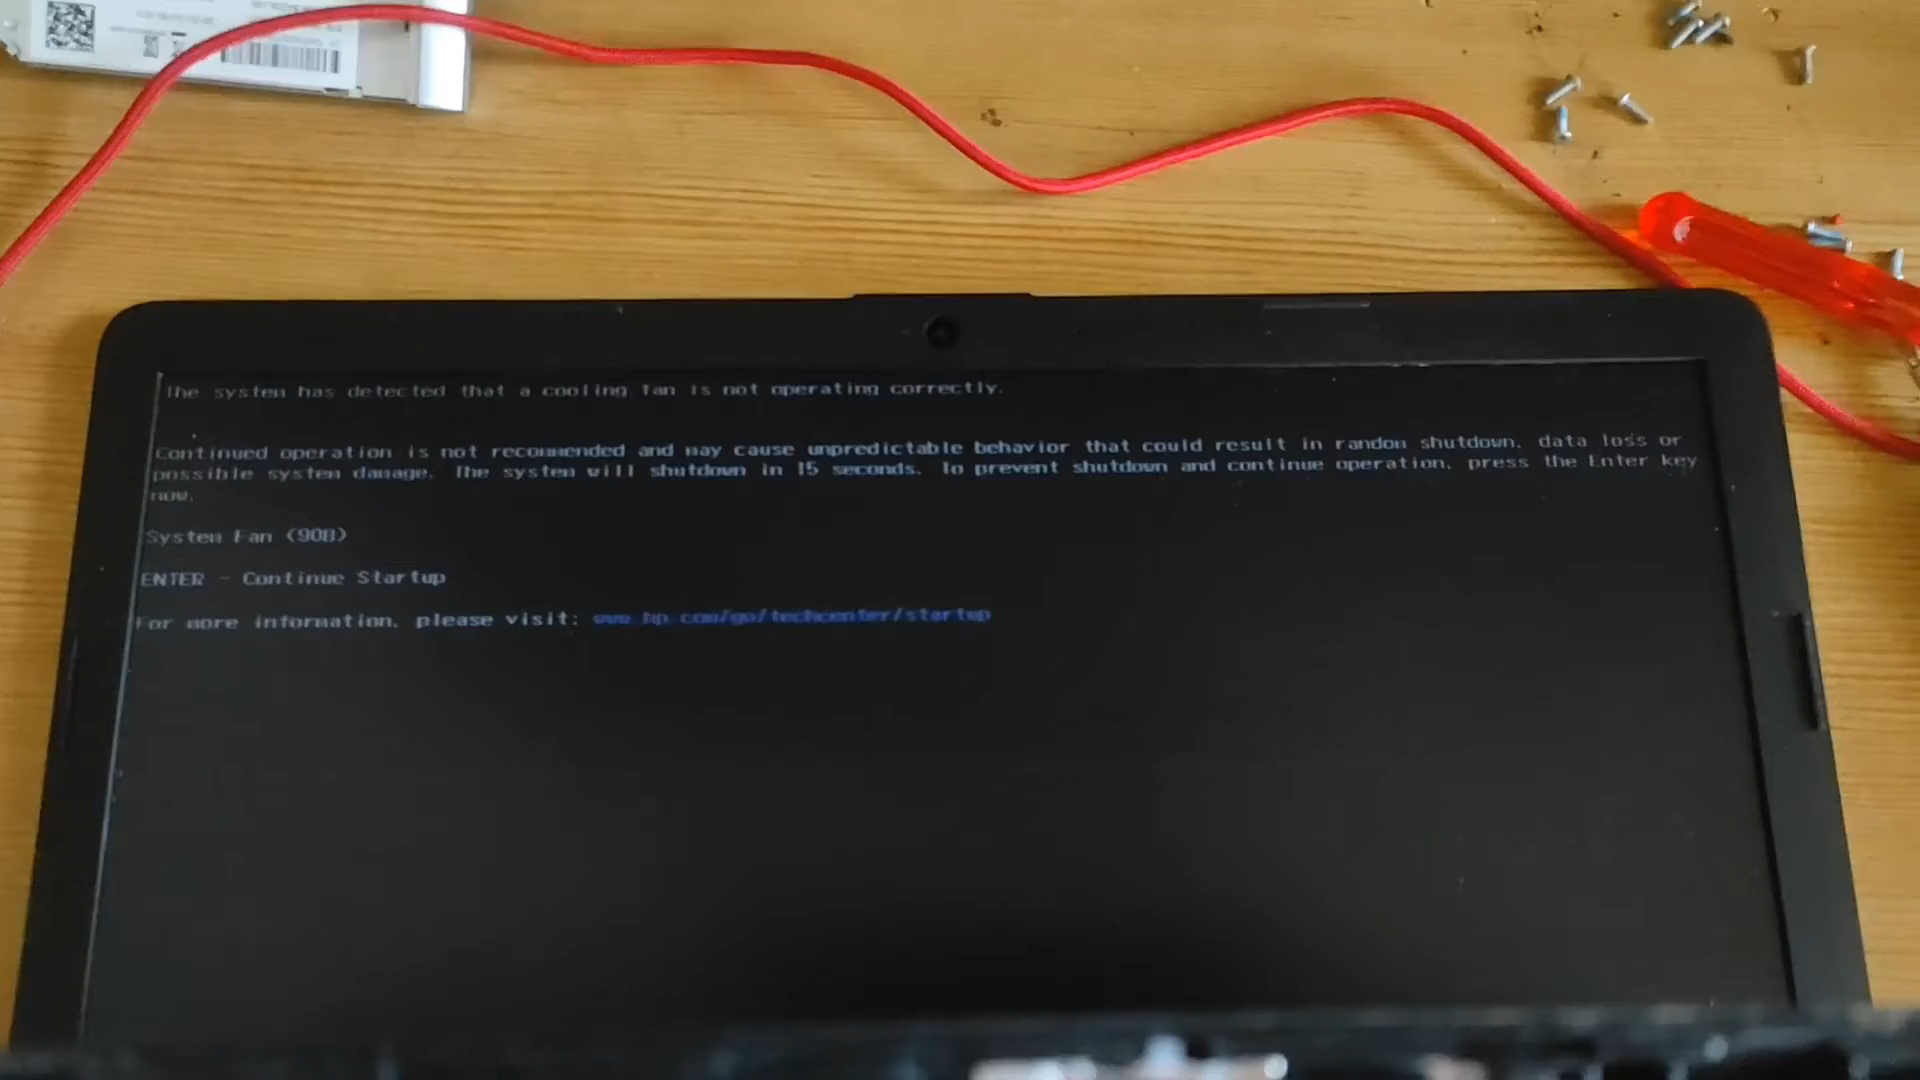 The system has detected that a cooling fan is not operating correctly.
Continued operation is not recommended and may cause unpredictable behavior that could result in random shutdown, data loss or
possible system damage. The system will shutdown in 15 seconds. To prevent shutdown and continue operation, press the Enter key
now.
System Fan (90B)
ENTER - Continue Startup
For more information, please visit: www.hp.com/go/techcenter/startup